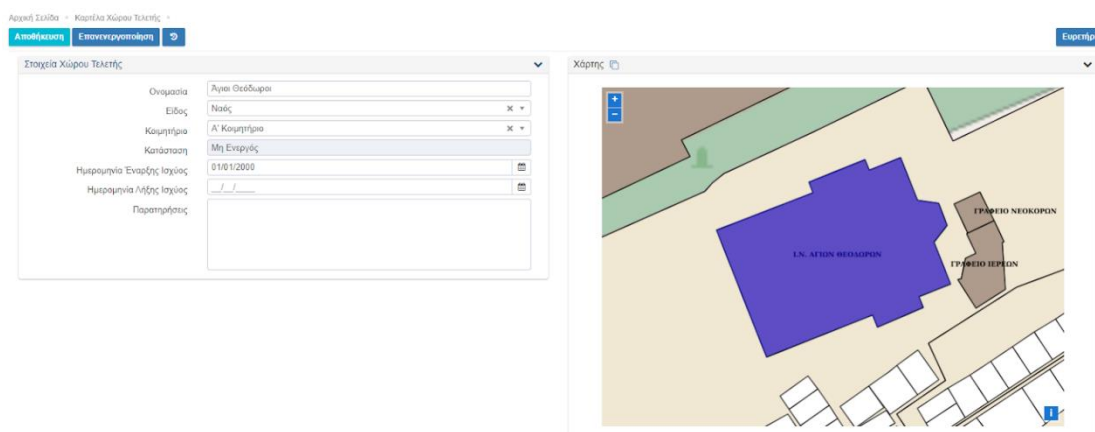 Αρχική Σελίδα Καρτέλα Χώρου Τελετής
Αποθήκευση Επανενεργοποίηση
Ευρετήρ
Στοιχεία Χώρου Τελετής
Ονομασία Άγιοι Θεόδωροι
Είδος Ναός
Κοιμητήριο Α' Κοιμητήριο
Κατάσταση Μη Ενεργός
Ημερομηνία Έναρξης Ισχύος 01/01/2000
Ημερομηνία Λήξης Ισχύος __/__/____
Παρατηρήσεις
Χάρτης
+
−
ΓΡΑΦΕΙΟ ΝΕΟΚΟΡΩΝ
Ι.Ν. ΑΓΙΩΝ ΘΕΟΔΩΡΩΝ
ΓΡΑΦΕΙΟ ΙΕΡΕΩΝ
i